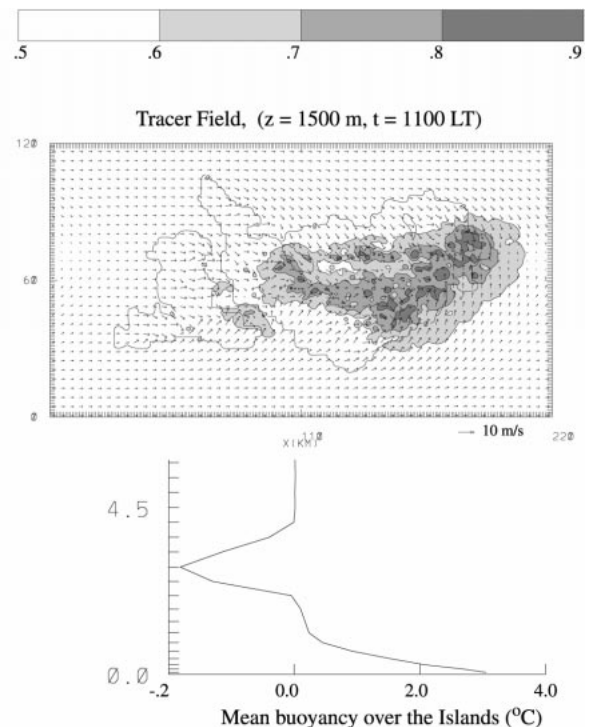 .5 .6 .7 .8 .9
Tracer Field, (z = 1500 m, t = 1100 LT)
120
60
0
110 220
X(KM)
10 m/s
4.5
0.0
-.2 0.0 2.0 4.0
Mean buoyancy over the Islands (°C)